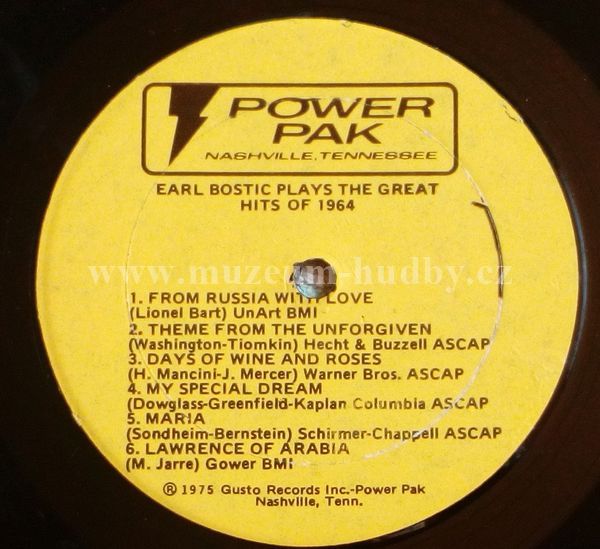 POWER
PAK
NASHVILLE, TENNESSEE
EARL BOSTIC PLAYS THE GREAT
HITS OF 1964
www.muzeum-hudby.cz
1. FROM RUSSIA WITH LOVE
(Lionel Bart) UnArt BMI
2. THEME FROM THE UNFORGIVEN
(Washington-Tiomkin) Hecht & Buzzell ASCAP
3. DAYS OF WINE AND ROSES
(H. Mancini-J. Mercer) Warner Bros. ASCAP
4. MY SPECIAL DREAM
(Dowglass-Greenfield-Kaplan Columbia ASCAP
5. MARIA
(Sondheim-Bernstein) Schirmer-Chappell ASCAP
6. LAWRENCE OF ARABIA
(M. Jarre) Gower BMI
℗ 1975 Gusto Records Inc.-Power Pak
Nashville, Tenn.